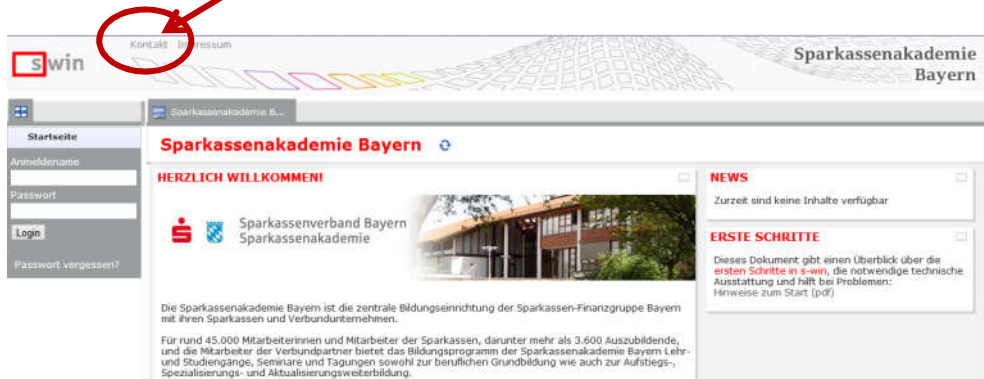 Kontakt Impressum
s win
Sparkassenakademie
Bayern
Sparkassenakademie B...
Startseite
Anmeldename
Passwort
Login
Passwort vergessen?
Sparkassenakademie Bayern
HERZLICH WILLKOMMEN!
Sparkassenverband Bayern
Sparkassenakademie
Die Sparkassenakademie Bayern ist die zentrale Bildungseinrichtung der Sparkassen-Finanzgruppe Bayern
mit ihren Sparkassen und Verbundunternehmen.
Für rund 45.000 Mitarbeiterinnen und Mitarbeiter der Sparkassen, darunter mehr als 3.600 Auszubildende,
und die Mitarbeiter der Verbundpartner bietet das Bildungsprogramm der Sparkassenakademie Bayern Lehr-
und Studiengänge, Seminare und Tagungen sowohl zur beruflichen Grundbildung wie auch zur Aufstiegs-,
Spezialisierungs- und Aktualisierungsweiterbildung.
NEWS
Zurzeit sind keine Inhalte verfügbar
ERSTE SCHRITTE
Dieses Dokument gibt einen Überblick über die
ersten Schritte in s-win, die notwendige technische
Ausstattung und hilft bei Problemen:
Hinweise zum Start (pdf)